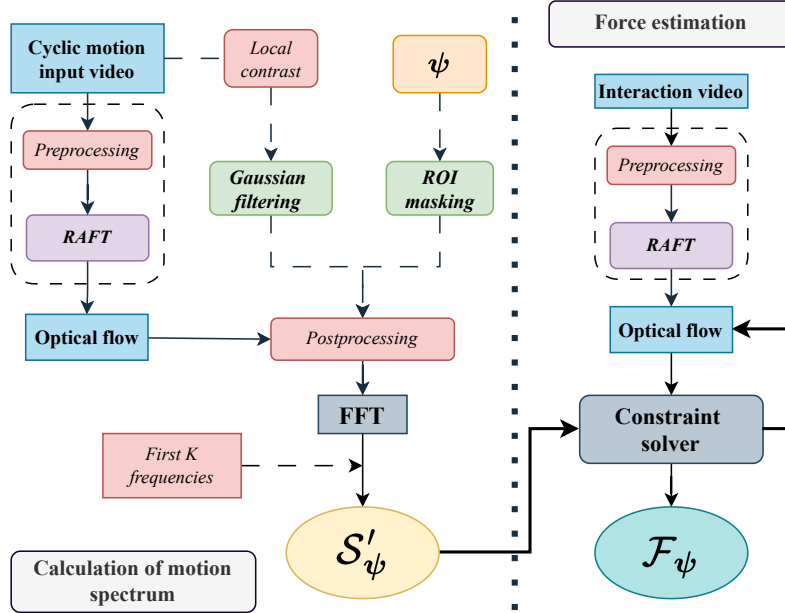 Cyclic motion
input video
Local
contrast
ψ
Preprocessing
RAFT
Gaussian
filtering
ROI
masking
Optical flow
Postprocessing
FFT
First K
frequencies
S′ψ
Calculation of motion
spectrum
Force estimation
Interaction video
Preprocessing
RAFT
Optical flow
Constraint
solver
Fψ